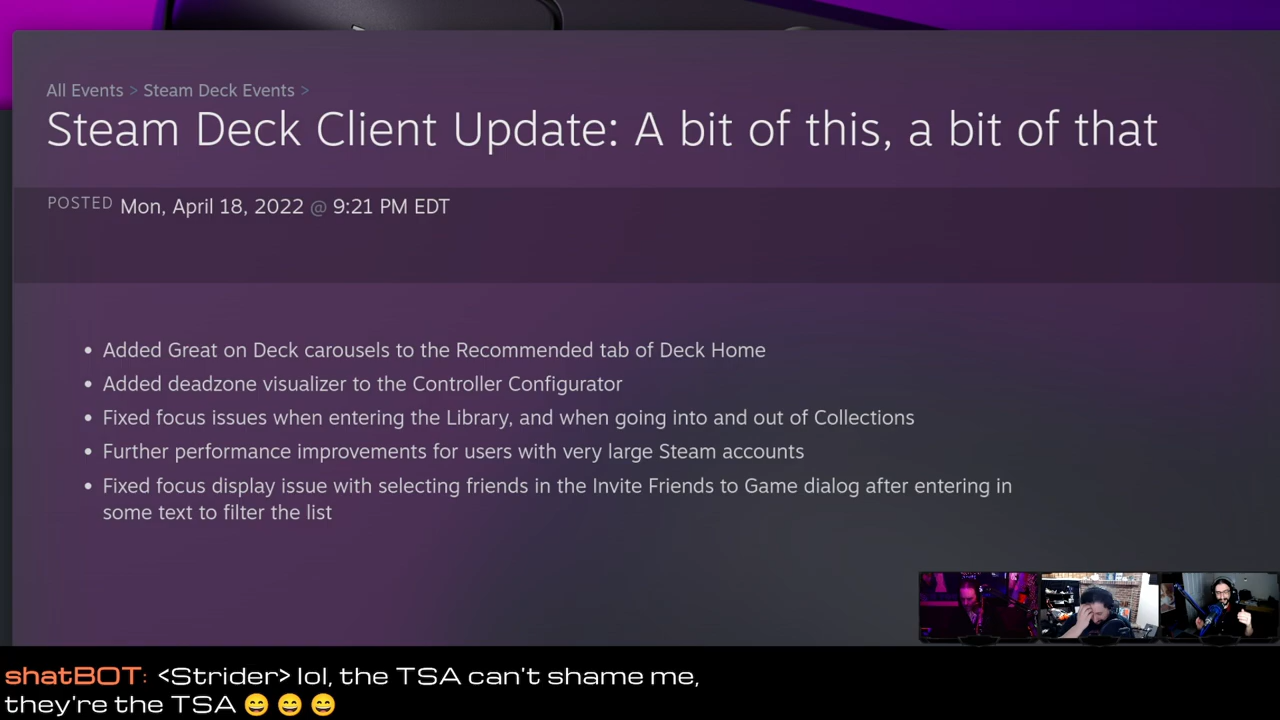 All Events > Steam Deck Events >
Steam Deck Client Update: A bit of this, a bit of that
POSTED Mon, April 18, 2022 @ 9:21 PM EDT
• Added Great on Deck carousels to the Recommended tab of Deck Home
• Added deadzone visualizer to the Controller Configurator
• Fixed focus issues when entering the Library, and when going into and out of Collections
• Further performance improvements for users with very large Steam accounts
• Fixed focus display issue with selecting friends in the Invite Friends to Game dialog after entering in
some text to filter the list
shatBOT: <Strider> lol, the TSA can't shame me,
they're the TSA 😄 😄 😄